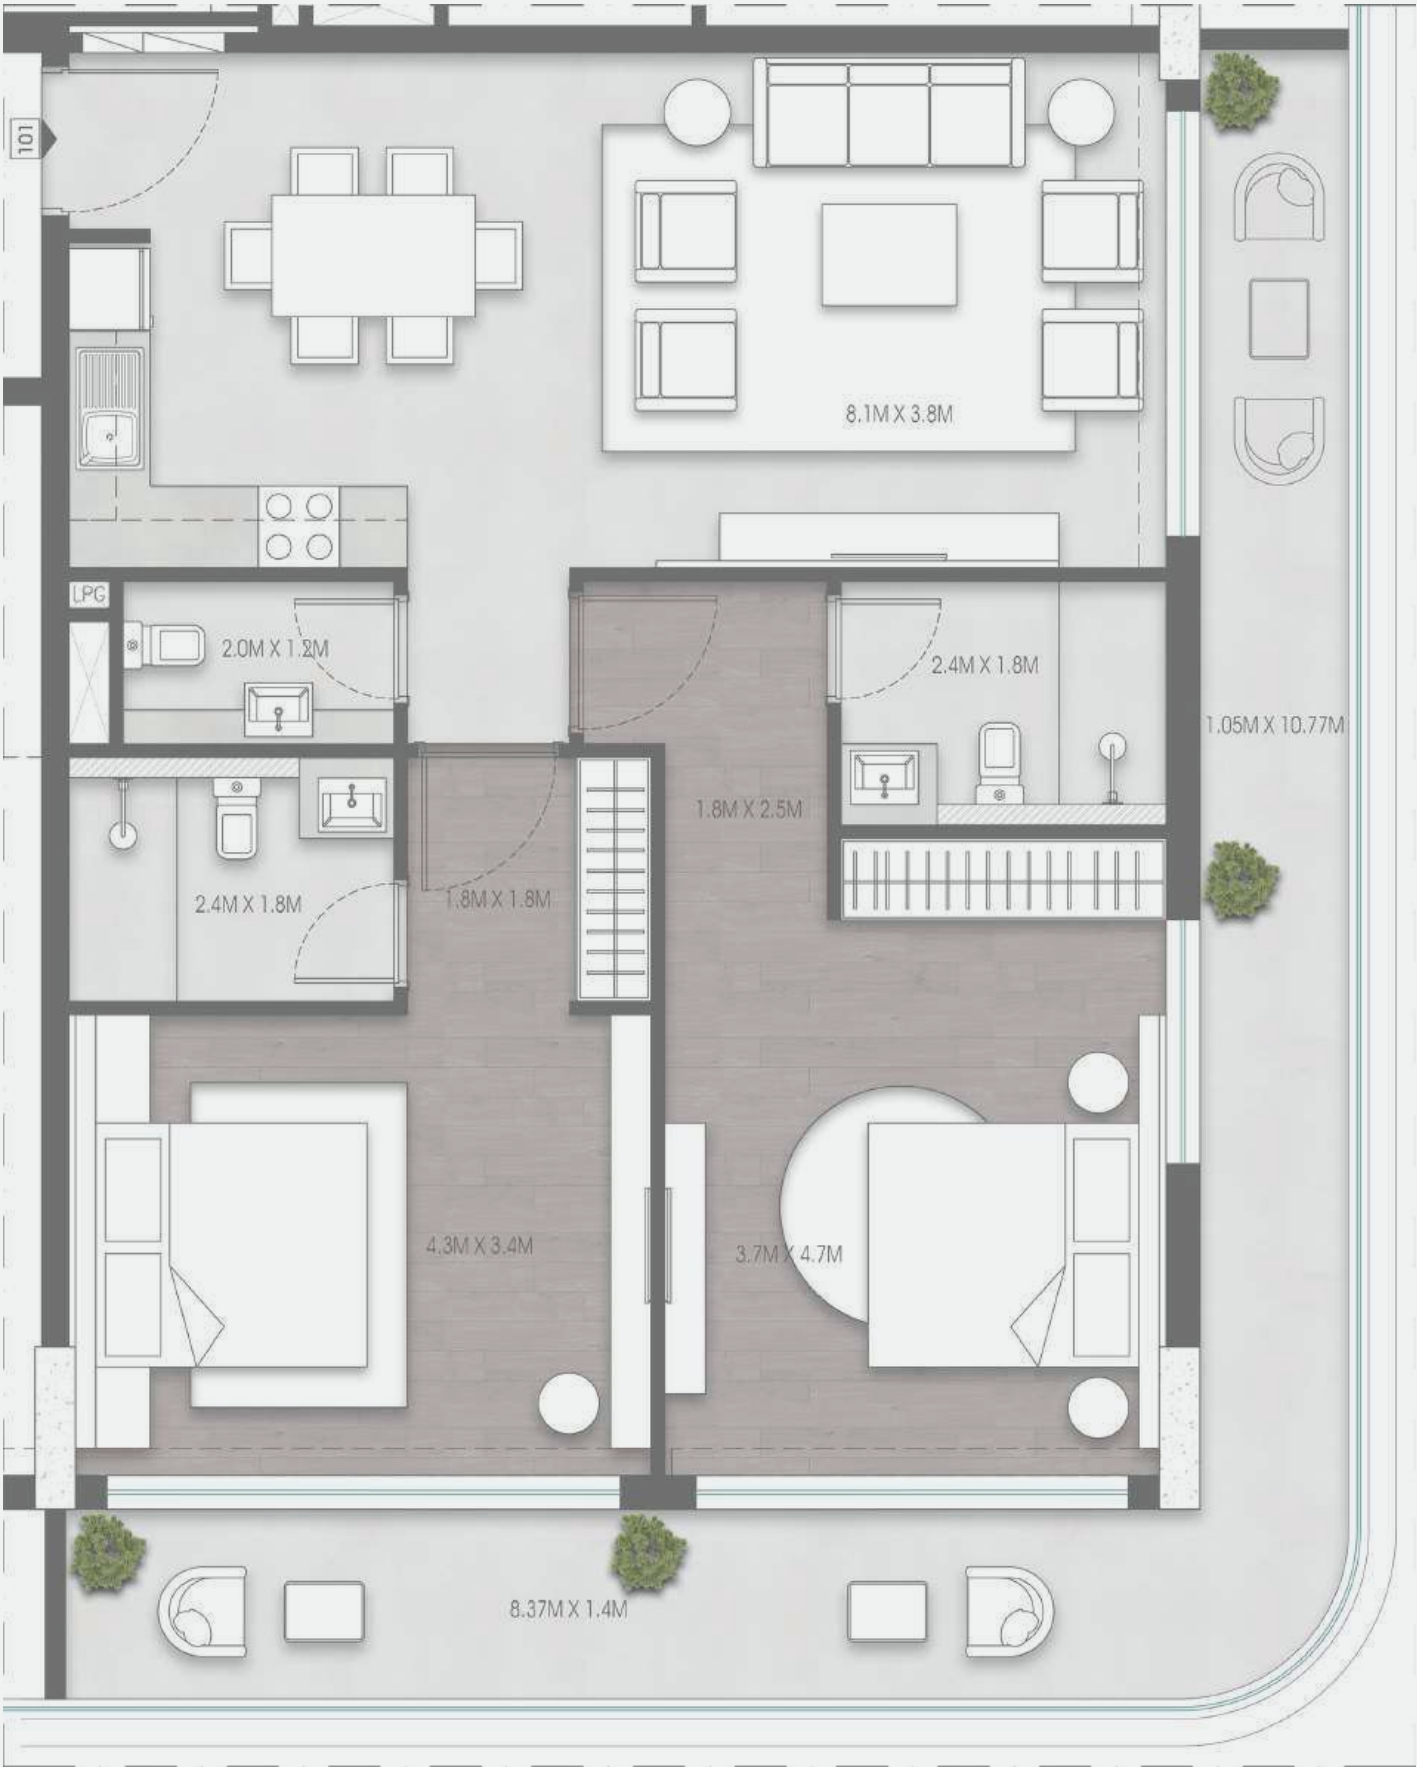 101
8.1M X 3.8M
LPG
2.0M X 1.2M
2.4M X 1.8M
1.05M X 10.77M
1.8M X 2.5M
2.4M X 1.8M
1.8M X 1.8M
4.3M X 3.4M
3.7M X 4.7M
8.37M X 1.4M